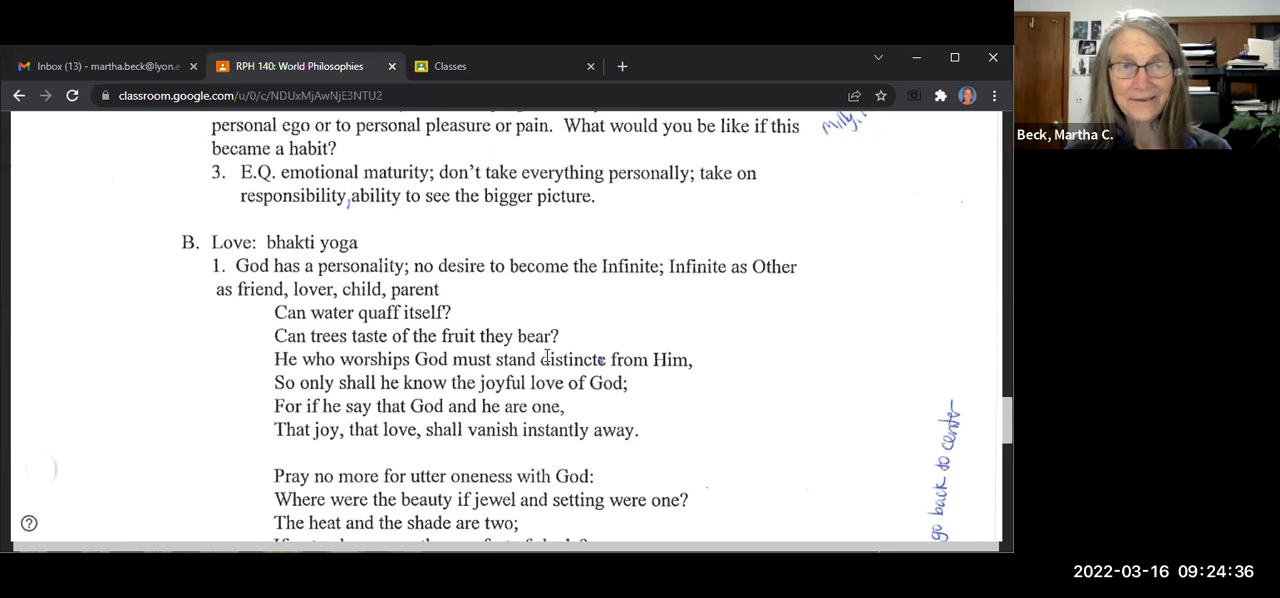 Inbox (13) - martha.beck@lyon.e
RPH 140: World Philosophies
Classes
classroom.google.com/u/0/c/NDUxMjAwNjE3NTU2
Beck, Martha C.
personal ego or to personal pleasure or pain. What would you be like if this
became a habit?
3. E.Q. emotional maturity; don't take everything personally; take on
responsibility, ability to see the bigger picture.
B. Love: bhakti yoga
1. God has a personality; no desire to become the Infinite; Infinite as Other
as friend, lover, child, parent
Can water quaff itself?
Can trees taste of the fruit they bear?
He who worships God must stand distinct from Him,
So only shall he know the joyful love of God;
For if he say that God and he are one,
That joy, that love, shall vanish instantly away.
Pray no more for utter oneness with God:
Where were the beauty if jewel and setting were one?
The heat and the shade are two;
go back to center
2022-03-16 09:24:36